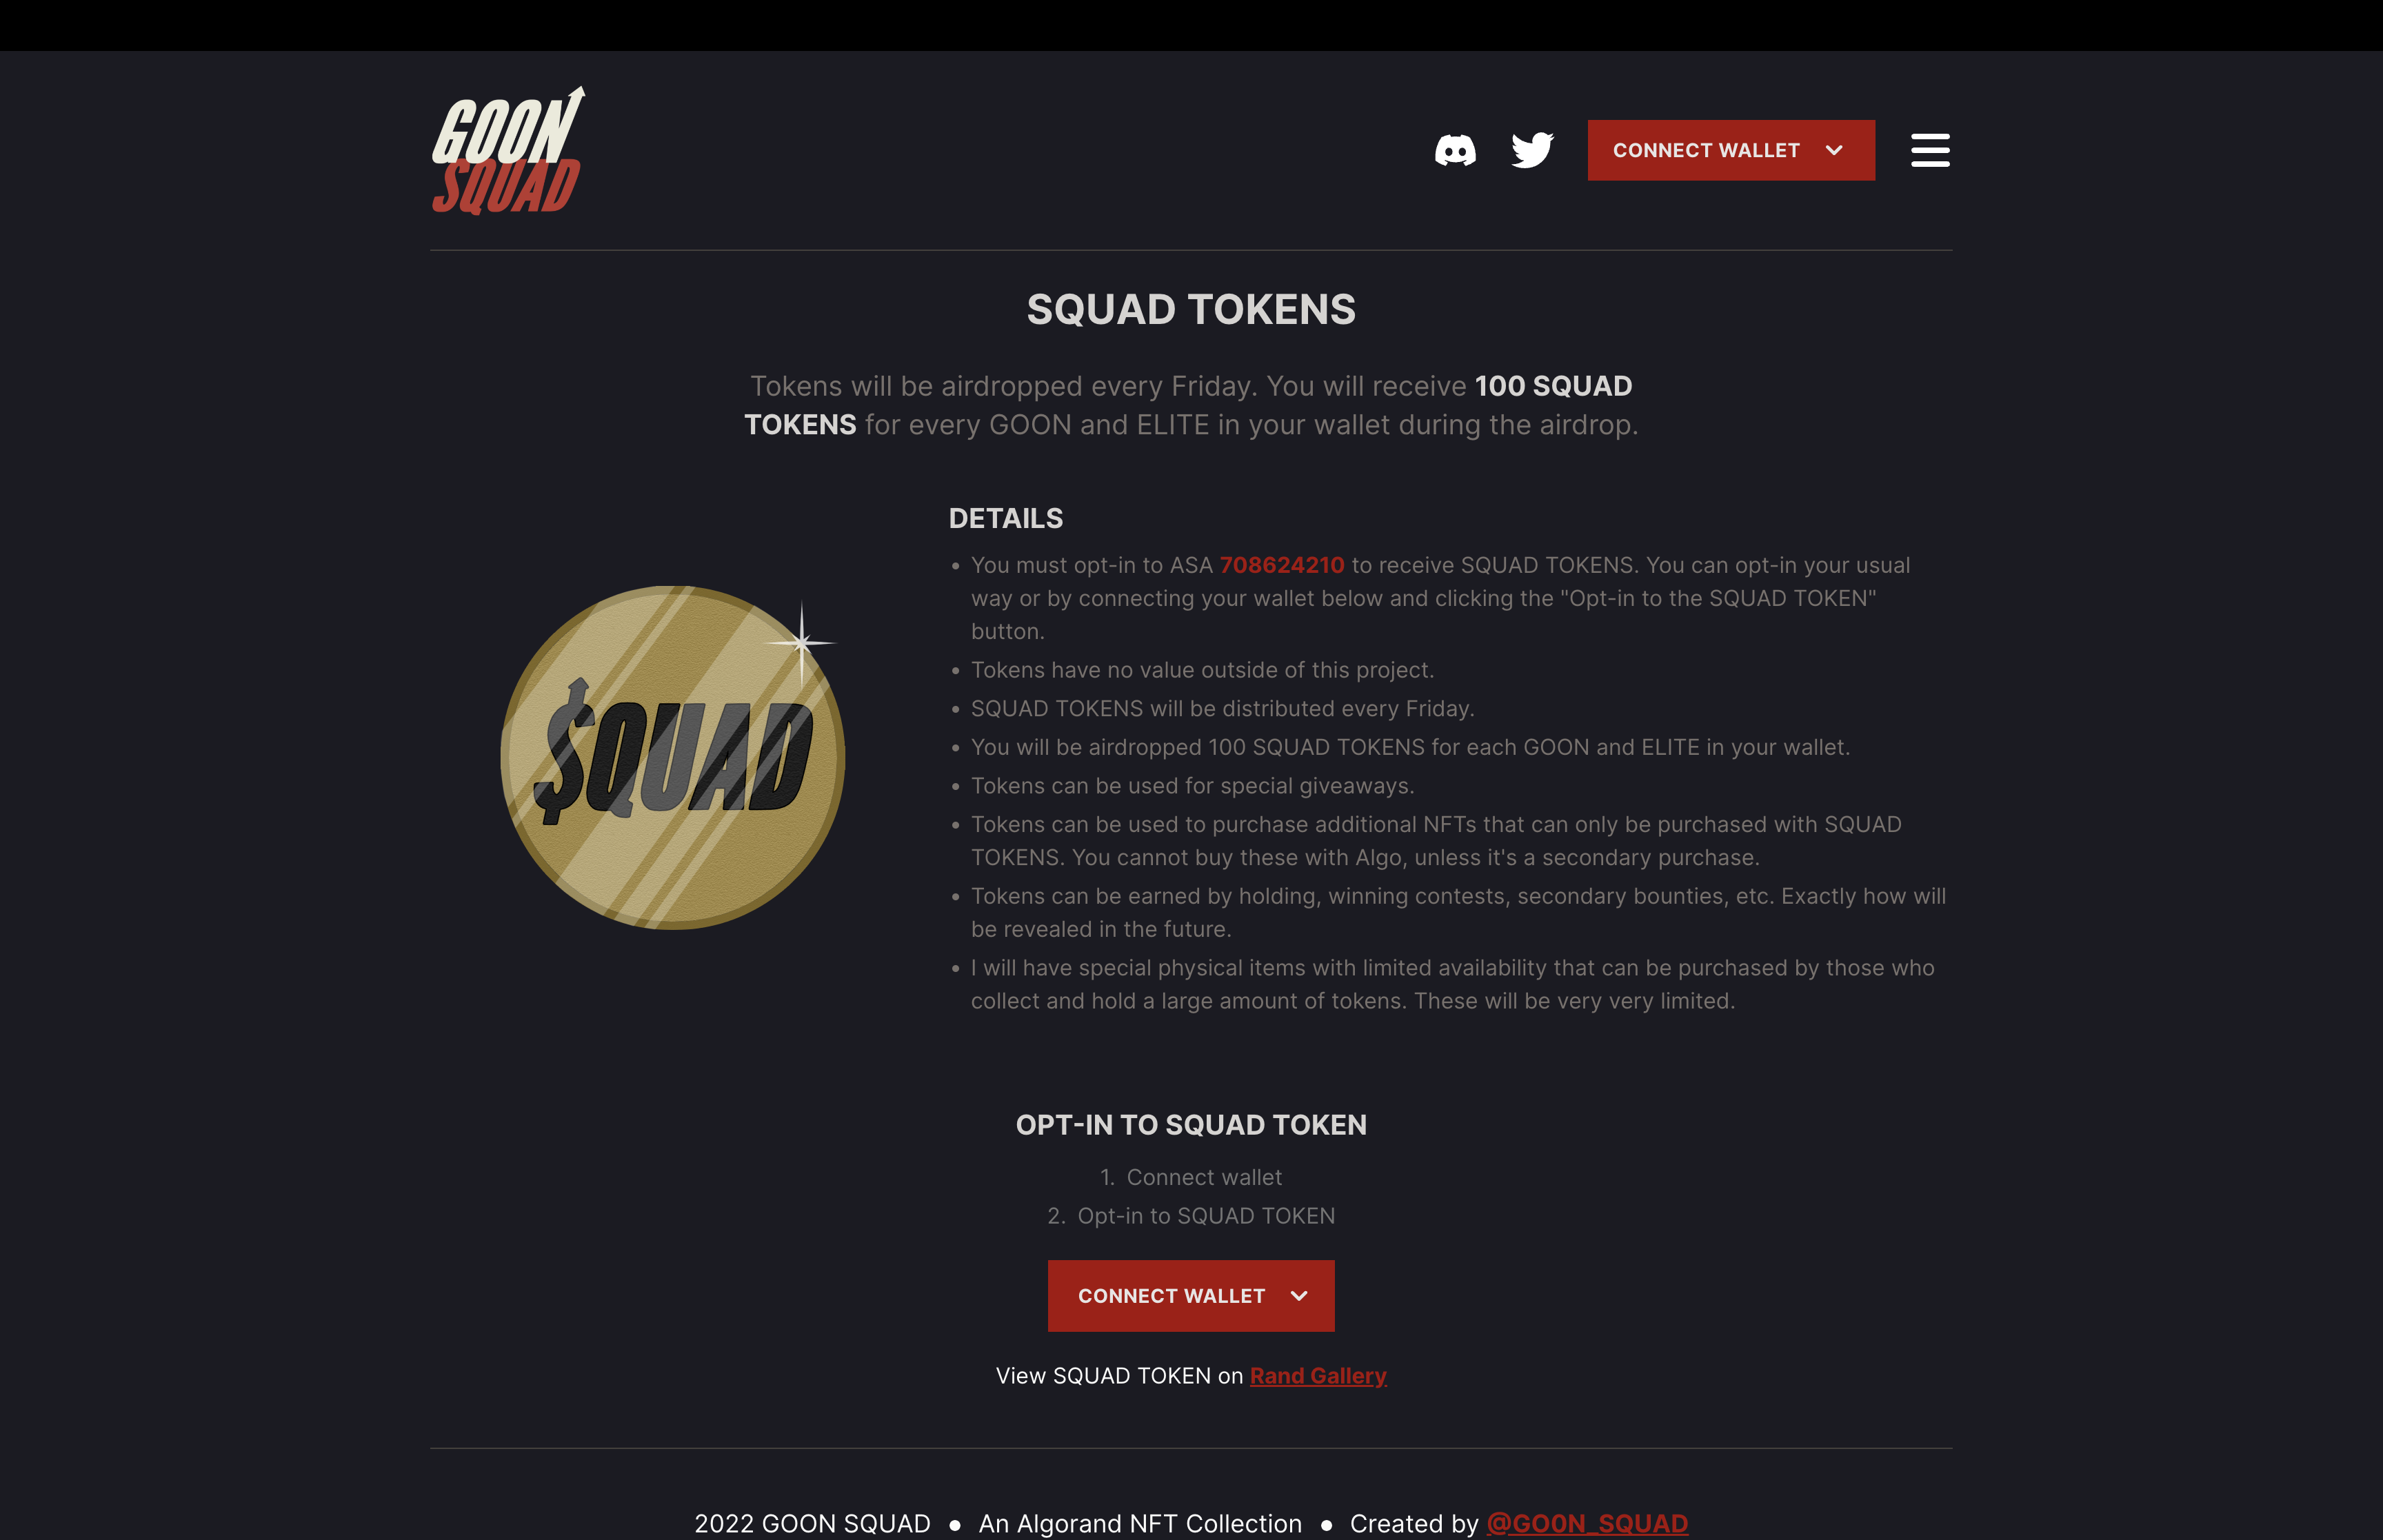 GOON
SQUAD
CONNECT WALLET
SQUAD TOKENS
Tokens will be airdropped every Friday. You will receive 100 SQUAD
TOKENS for every GOON and ELITE in your wallet during the airdrop.
$QUAD
DETAILS
• You must opt-in to ASA 708624210 to receive SQUAD TOKENS. You can opt-in your usual
way or by connecting your wallet below and clicking the "Opt-in to the SQUAD TOKEN"
button.
• Tokens have no value outside of this project.
• SQUAD TOKENS will be distributed every Friday.
• You will be airdropped 100 SQUAD TOKENS for each GOON and ELITE in your wallet.
• Tokens can be used for special giveaways.
• Tokens can be used to purchase additional NFTs that can only be purchased with SQUAD
TOKENS. You cannot buy these with Algo, unless it's a secondary purchase.
• Tokens can be earned by holding, winning contests, secondary bounties, etc. Exactly how will
be revealed in the future.
• I will have special physical items with limited availability that can be purchased by those who
collect and hold a large amount of tokens. These will be very very limited.
OPT-IN TO SQUAD TOKEN
1. Connect wallet
2. Opt-in to SQUAD TOKEN
CONNECT WALLET
View SQUAD TOKEN on Rand Gallery
2022 GOON SQUAD • An Algorand NFT Collection • Created by @GO0N_SQUAD